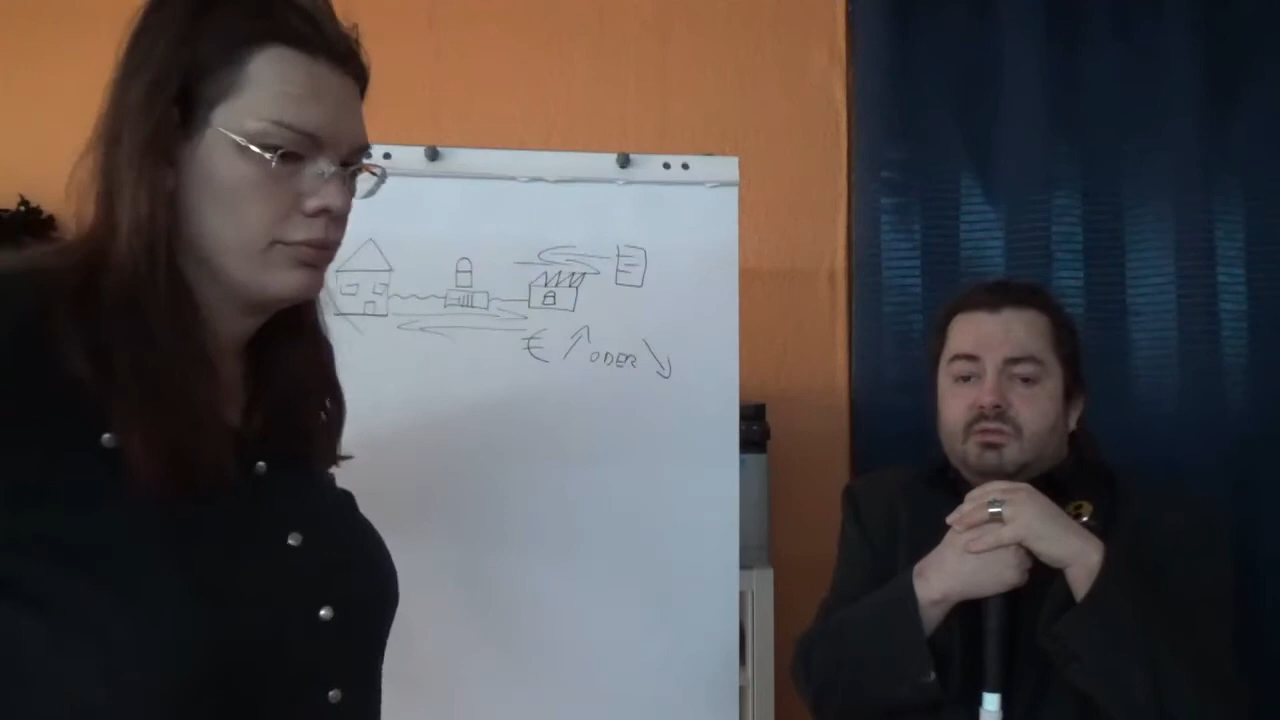 € ↑ ODER ↓